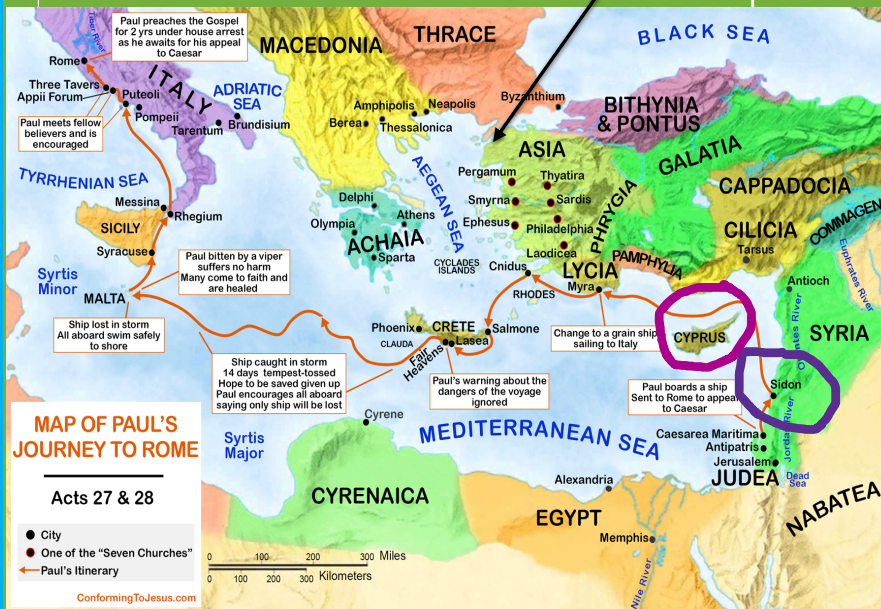 Paul preaches the Gospel
for 2 yrs under house arrest
as he awaits for his appeal
to Caesar
Tiber River
Rome
Three Tavers
Appii Forum
Puteoli
Pompeii
Paul meets fellow
believers and is
encouraged
ITALY
ADRIATIC
SEA
Tarentum
Brundisium
MACEDONIA
THRACE
BLACK SEA
Amphipolis
Neapolis
Berea
Thessalonica
Byzanthium
BITHYNIA
& PONTUS
GALATIA
ASIA
Pergamum
Thyatira
Smyrna
Sardis
Ephesus
Philadelphia
Laodicea
PHRYGIA
CAPPADOCIA
CILICIA
Tarsus
COMMAGEN
Euphrates River
TYRRHENIAN SEA
Messina
Rhegium
SICILY
Syracuse
AEGEAN SEA
Delphi
Athens
Olympia
ACHAIA
Sparta
CYCLADES
ISLANDS
Cnidus
RHODES
LYCIA
Myra
PAMPHYLIA
Antioch
Orontes River
SYRIA
Syrtis
Minor
MALTA
Paul bitten by a viper
suffers no harm
Many come to faith and
are healed
Ship lost in storm
All aboard swim safely
to shore
Phoenix
CRETE
Salmone
CLAUDA
Lasea
Fair
Heavens
Change to a grain ship
sailing to Italy
CYPRUS
Ship caught in storm
14 days tempest-tossed
Hope to be saved given up
Paul encourages all aboard
saying only ship will be lost
Paul's warning about the
dangers of the voyage
ignored
Paul boards a ship
Sent to Rome to appeal
to Caesar
Sidon
Caesarea Maritima
Antipatris
Jerusalem
JUDEA
Jordan River
Dead
Sea
NABATEA
MEDITERRANEAN SEA
Cyrene
Syrtis
Major
CYRENAICA
Alexandria
EGYPT
Memphis
Nile River
MAP OF PAUL'S
JOURNEY TO ROME
Acts 27 & 28
City
One of the "Seven Churches"
Paul's Itinerary
ConformingToJesus.com
0 100 200 300 Miles
0 100 200 300 Kilometers